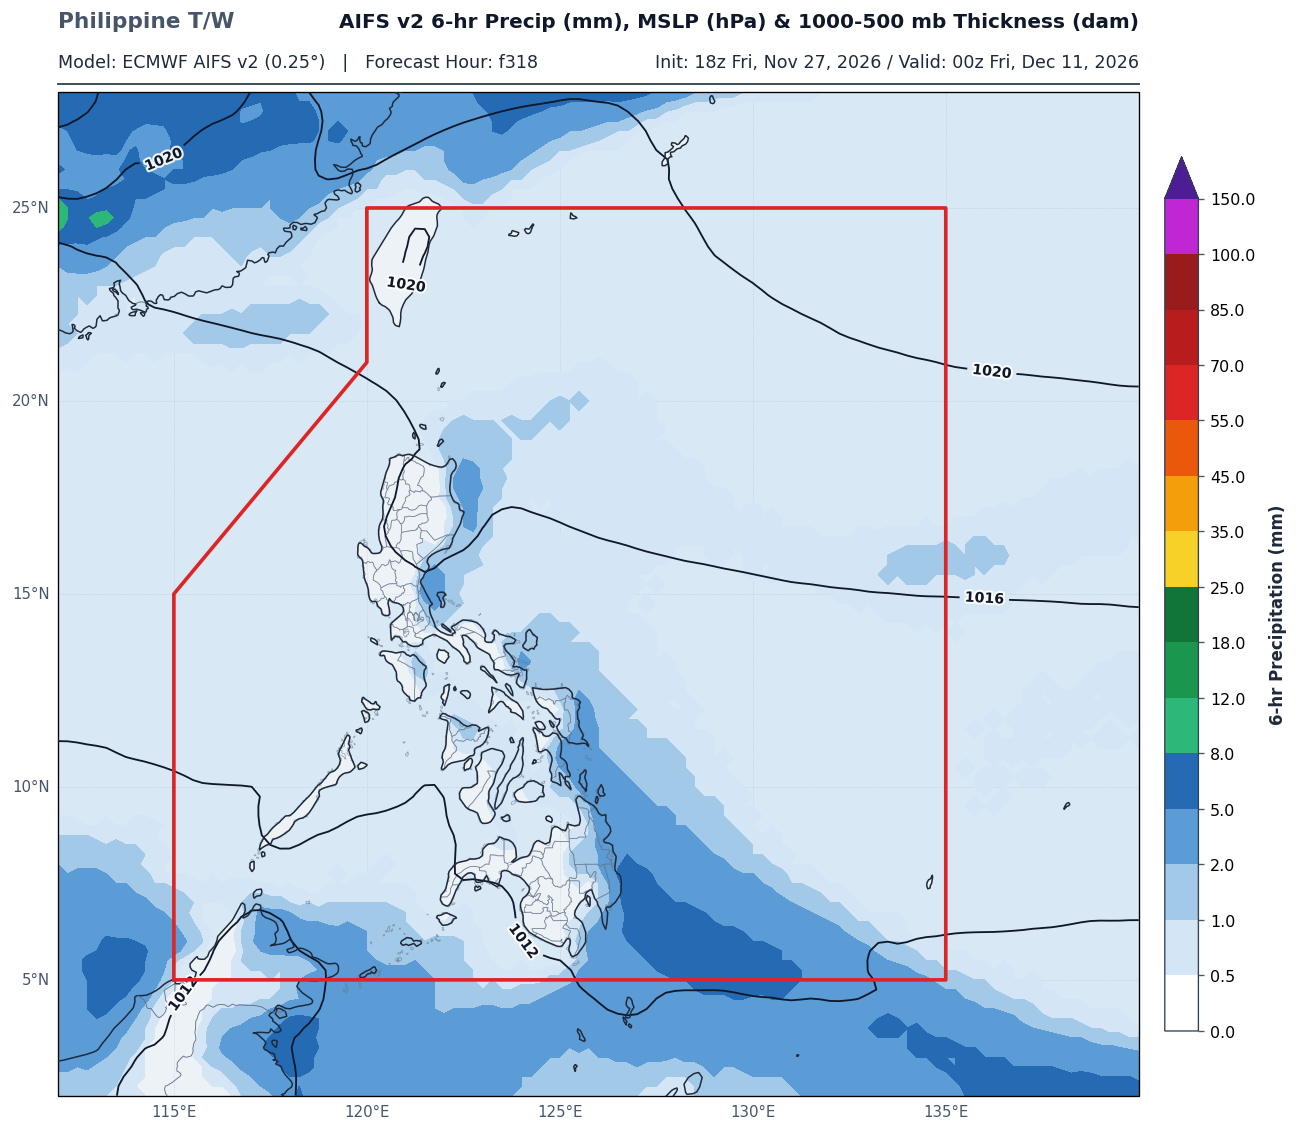 Philippine T/W
AIFS v2 6-hr Precip (mm), MSLP (hPa) & 1000-500 mb Thickness (dam)
Model: ECMWF AIFS v2 (0.25°) | Forecast Hour: f318
Init: 18z Fri, Nov 27, 2026 / Valid: 00z Fri, Dec 11, 2026
1020
25°N
1020
1020
20°N
15°N
1016
10°N
1012
5°N
1012
115°E
120°E
125°E
130°E
135°E
150.0
100.0
85.0
70.0
55.0
45.0
35.0
25.0
18.0
12.0
8.0
5.0
2.0
1.0
0.5
0.0
6-hr Precipitation (mm)